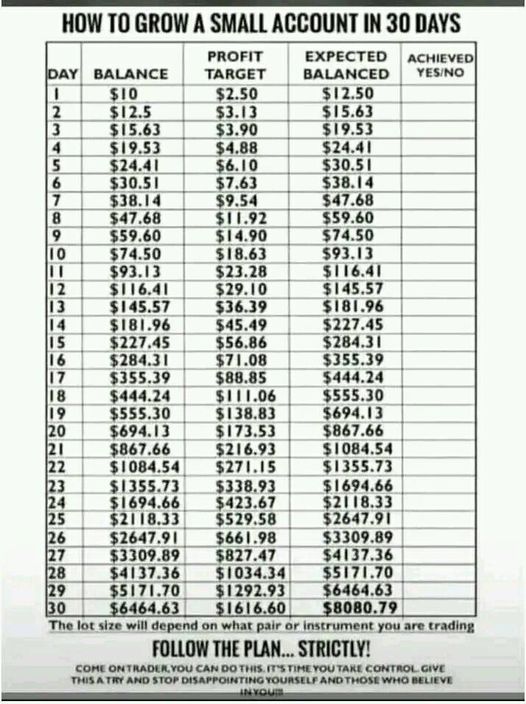 HOW TO GROW A SMALL ACCOUNT IN 30 DAYS
DAY BALANCE PROFIT TARGET EXPECTED BALANCED ACHIEVED YES/NO
1 $10 $2.50 $12.50
2 $12.5 $3.13 $15.63
3 $15.63 $3.90 $19.53
4 $19.53 $4.88 $24.41
5 $24.41 $6.10 $30.51
6 $30.51 $7.63 $38.14
7 $38.14 $9.54 $47.68
8 $47.68 $11.92 $59.60
9 $59.60 $14.90 $74.50
10 $74.50 $18.63 $93.13
11 $93.13 $23.28 $116.41
12 $116.41 $29.10 $145.57
13 $145.57 $36.39 $181.96
14 $181.96 $45.49 $227.45
15 $227.45 $56.86 $284.31
16 $284.31 $71.08 $355.39
17 $355.39 $88.85 $444.24
18 $444.24 $111.06 $555.30
19 $555.30 $138.83 $694.13
20 $694.13 $173.53 $867.66
21 $867.66 $216.93 $1084.54
22 $1084.54 $271.15 $1355.73
23 $1355.73 $338.93 $1694.66
24 $1694.66 $423.67 $2118.33
25 $2118.33 $529.58 $2647.91
26 $2647.91 $661.98 $3309.89
27 $3309.89 $827.47 $4137.36
28 $4137.36 $1034.34 $5171.70
29 $5171.70 $1292.93 $6464.63
30 $6464.63 $1616.60 $8080.79
The lot size will depend on what pair or instrument you are trading
FOLLOW THE PLAN... STRICTLY!
COME ON TRADER, YOU CAN DO THIS. IT'S TIME YOU TAKE CONTROL. GIVE
THIS A TRY AND STOP DISAPPOINTING YOURSELF AND THOSE WHO BELIEVE
IN YOU!!!